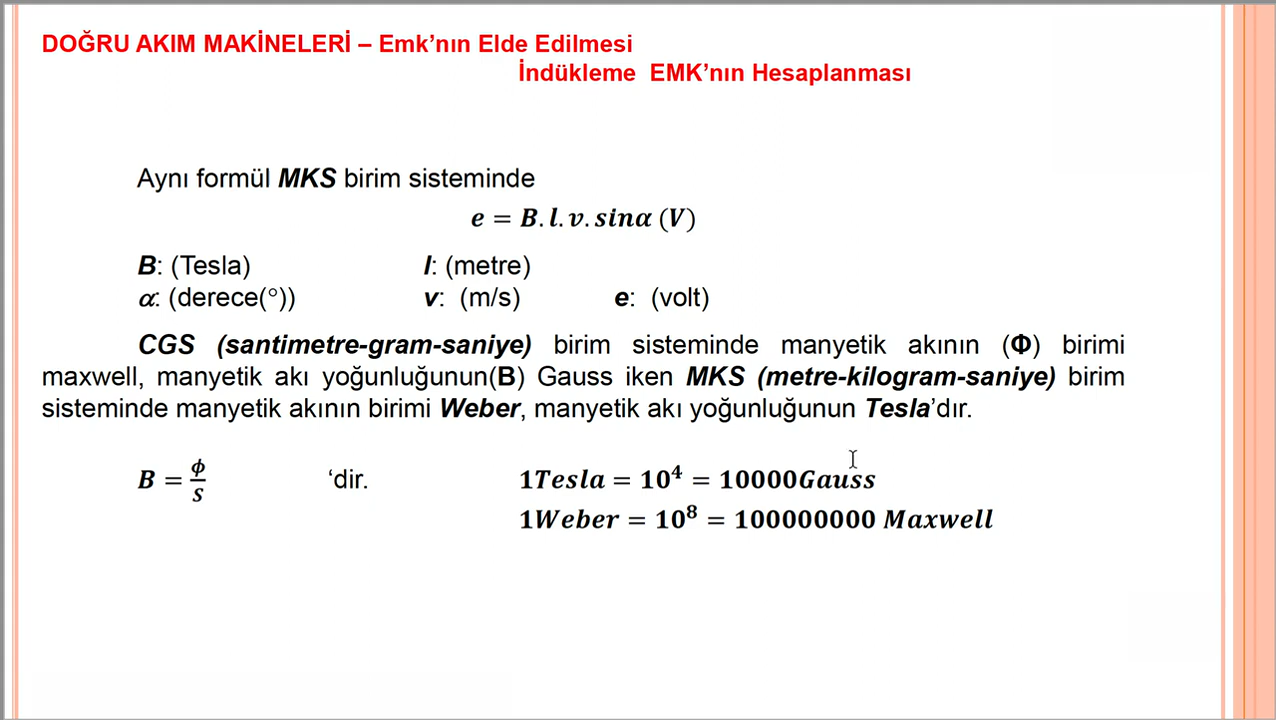 DOĞRU AKIM MAKİNELERİ – Emk’nın Elde Edilmesi
İndükleme EMK’nın Hesaplanması
Aynı formül MKS birim sisteminde
e = B.l.v.sinα (V)
B: (Tesla) l: (metre)
α: (derece(°)) v: (m/s) e: (volt)
CGS (santimetre-gram-saniye) birim sisteminde manyetik akının (Φ) birimi
maxwell, manyetik akı yoğunluğunun(B) Gauss iken MKS (metre-kilogram-saniye) birim
sisteminde manyetik akının birimi Weber, manyetik akı yoğunluğunun Tesla’dır.
B = ϕ/s ‘dir. 1Tesla = 10⁴ = 10000Gauss
1Weber = 10⁸ = 100000000 Maxwell